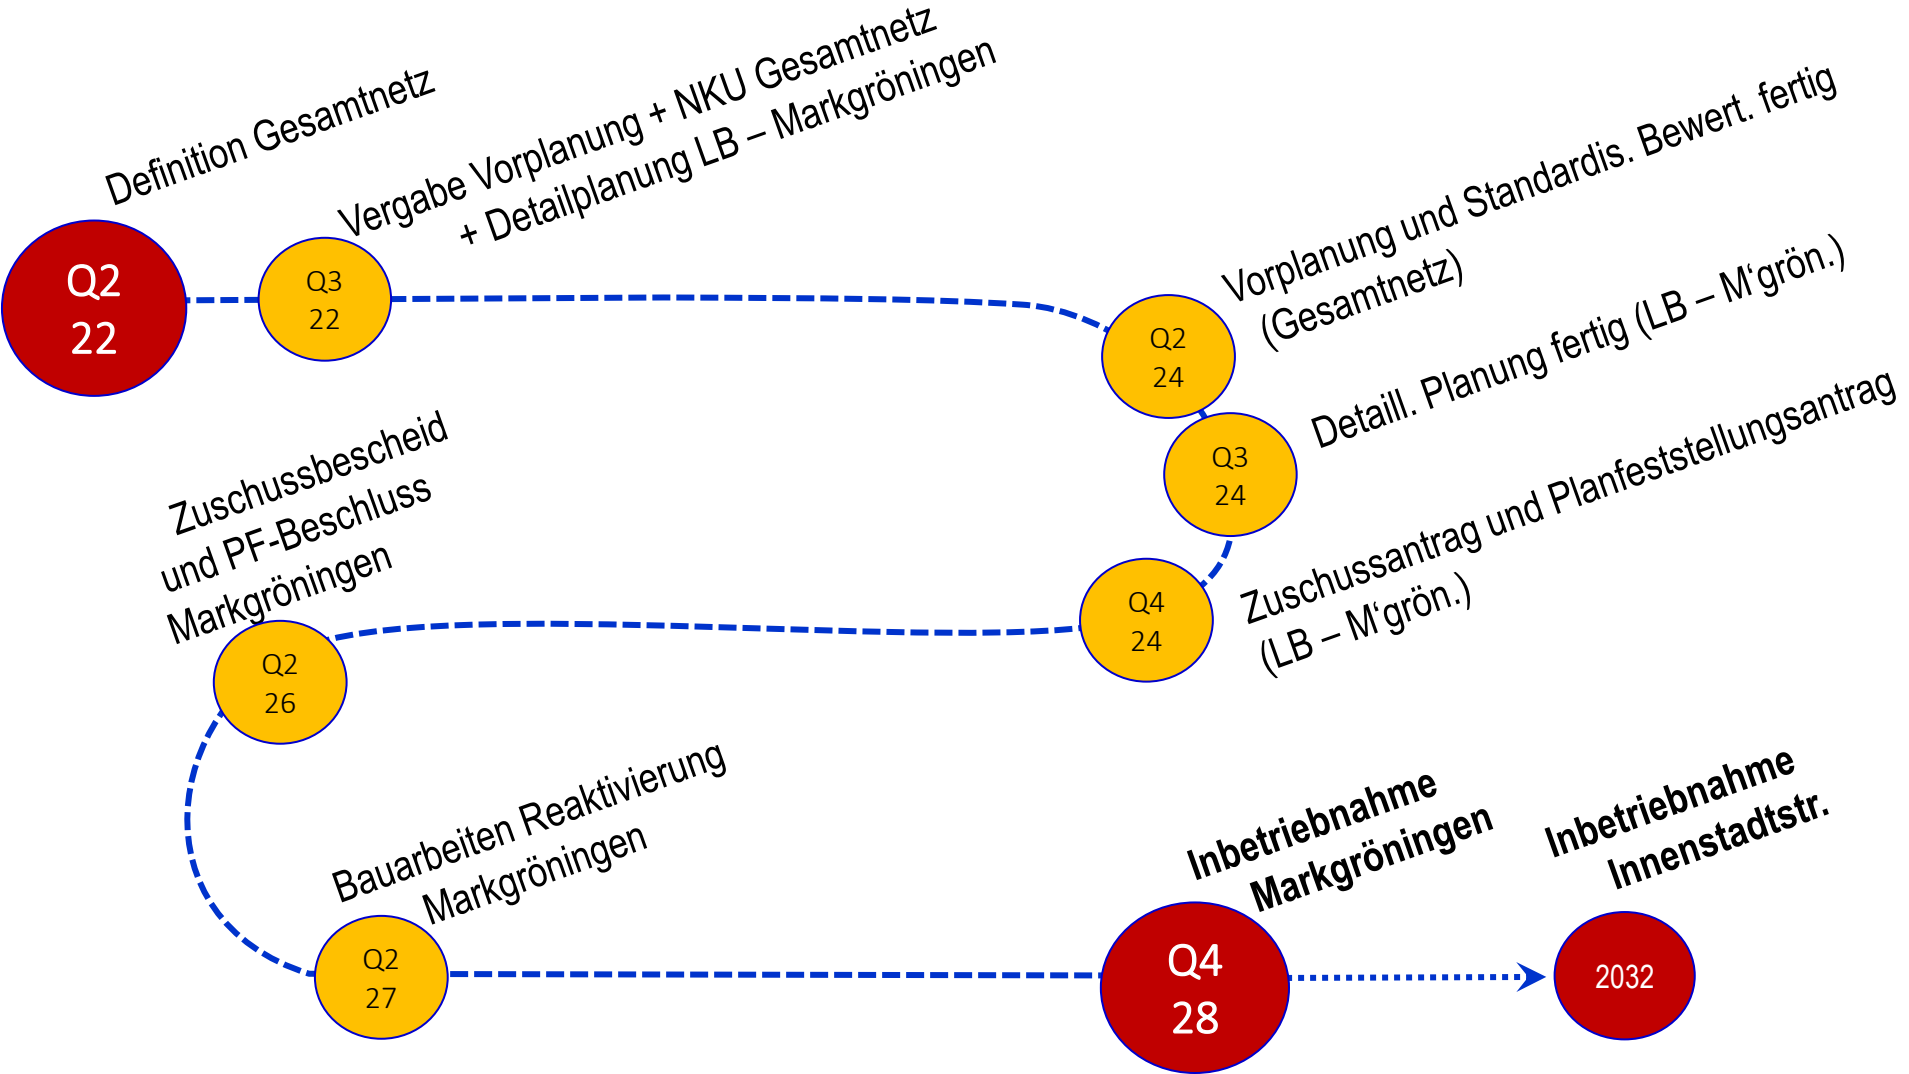 Definition Gesamtnetz
Q2
22
Vergabe Vorplanung + NKU Gesamtnetz
+ Detailplanung LB – Markgröningen
Q3
22
Vorplanung und Standardis. Bewert. fertig
(Gesamtnetz)
Q2
24
Detaill. Planung fertig (LB – M‘grön.)
Q3
24
Zuschussantrag und Planfeststellungsantrag
(LB – M‘grön.)
Q4
24
Zuschussbescheid
und PF-Beschluss
Markgröningen
Q2
26
Bauarbeiten Reaktivierung
Markgröningen
Q2
27
Inbetriebnahme
Markgröningen
Q4
28
Inbetriebnahme
Innenstadtstr.
2032